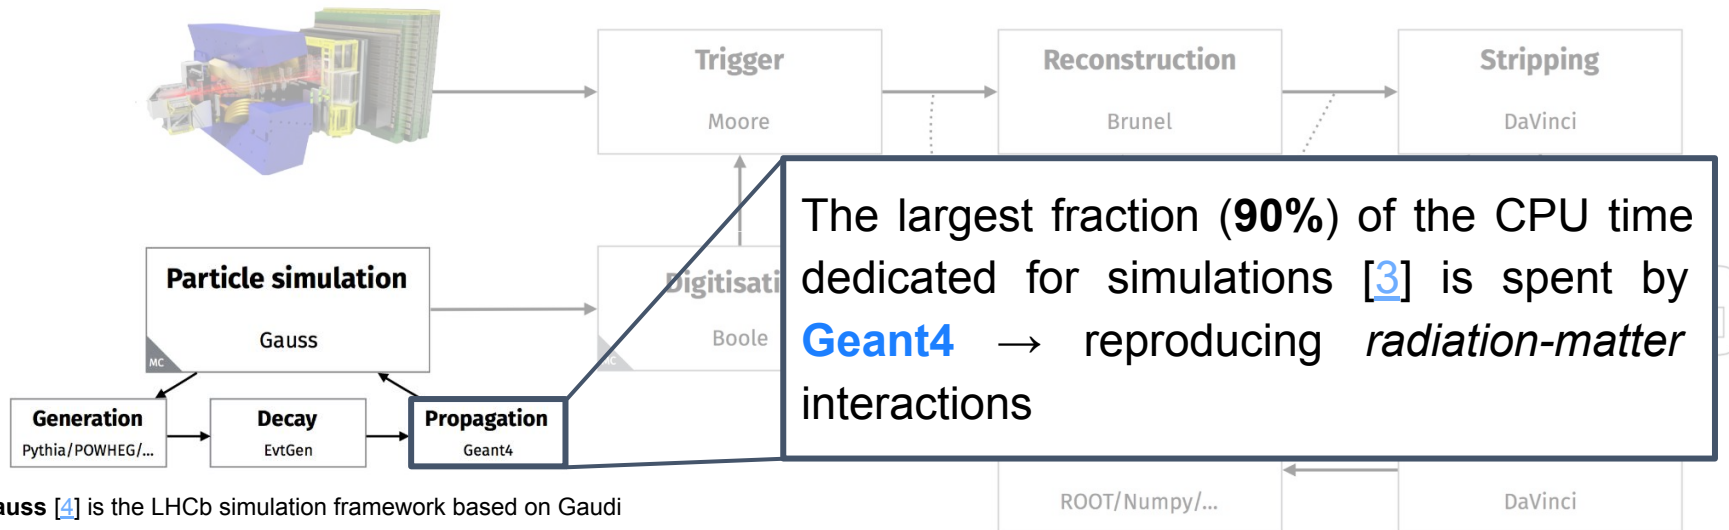 Trigger
Moore
Reconstruction
Brunel
Stripping
DaVinci
Particle simulation
Gauss
MC
Digitisati
Boole
MC
The largest fraction (90%) of the CPU time
dedicated for simulations [3] is spent by
Geant4 → reproducing radiation-matter
interactions
Generation
Pythia/POWHEG/...
Decay
EvtGen
Propagation
Geant4
auss [4] is the LHCb simulation framework based on Gaudi
ROOT/Numpy/...
DaVinci